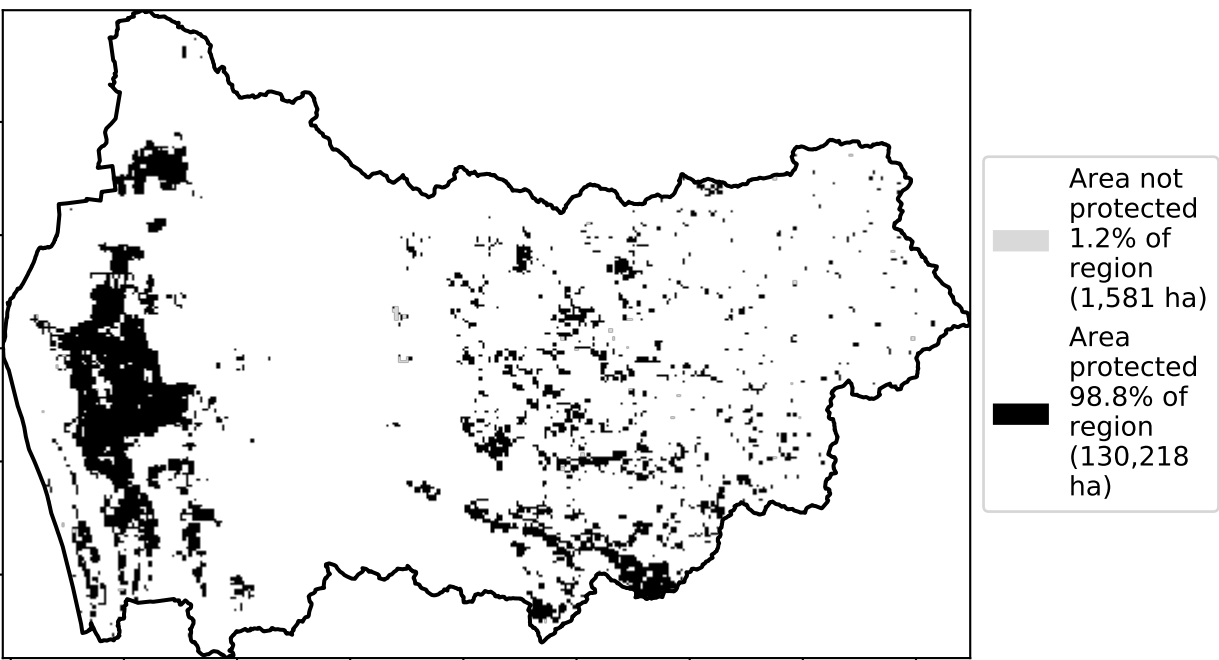 Area not
protected
1.2% of
region
(1,581 ha)
Area
protected
98.8% of
region
(130,218
ha)